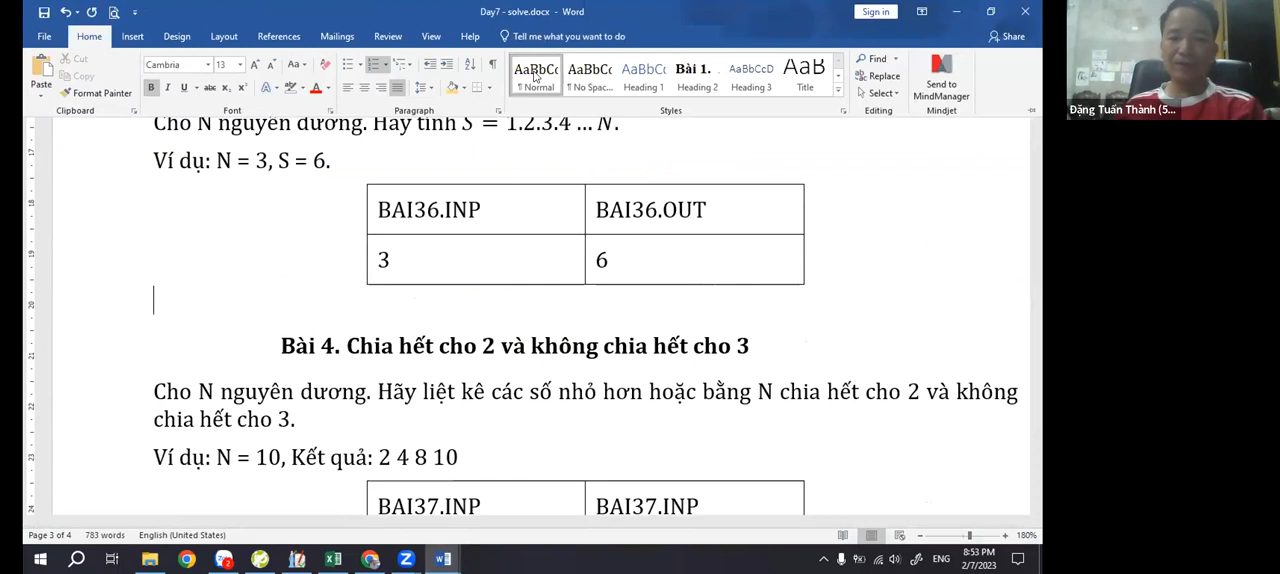 Day7 - solve.docx - Word
Sign in
File Home Insert Design Layout References Mailings Review View Help Tell me what you want to do Share
Paste Cut Copy Format Painter
Clipboard
Cambria 13
Font
Paragraph
AaBbCc ¶ Normal
AaBbCc ¶ No Spac...
AaBbCc Heading 1
Bài 1. Heading 2
AaBbCcD Heading 3
AaB Title
Styles
Find
Replace
Select
Editing
Send to MindManager
Mindjet
Đặng Tuấn Thành (5...
Cho N nguyên dương. Hãy tính S = 1.2.3.4 ... N.
Ví dụ: N = 3, S = 6.
BAI36.INP BAI36.OUT
3 6
Bài 4. Chia hết cho 2 và không chia hết cho 3
Cho N nguyên dương. Hãy liệt kê các số nhỏ hơn hoặc bằng N chia hết cho 2 và không
chia hết cho 3.
Ví dụ: N = 10, Kết quả: 2 4 8 10
BAI37.INP BAI37.INP
Page 3 of 4 783 words English (United States) 180%
ENG 8:53 PM
2/7/2023